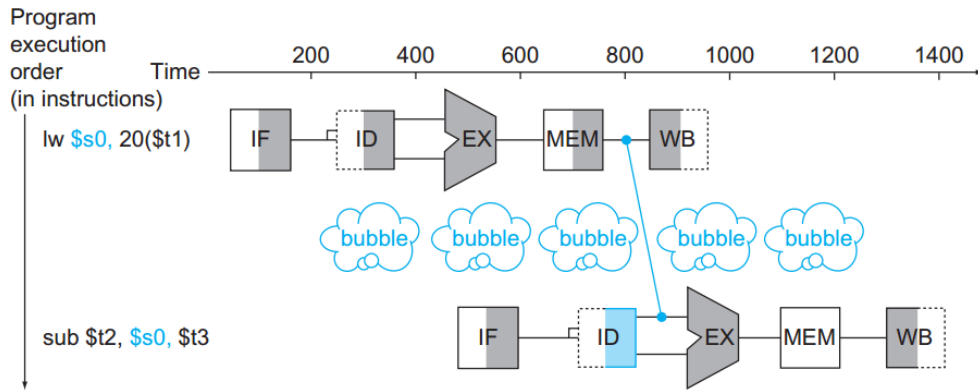 Program
execution
order
(in instructions)
Time
200 400 600 800 1000 1200 1400
lw $s0, 20($t1)
IF ID EX MEM WB
bubble bubble bubble bubble bubble
sub $t2, $s0, $t3
IF ID EX MEM WB